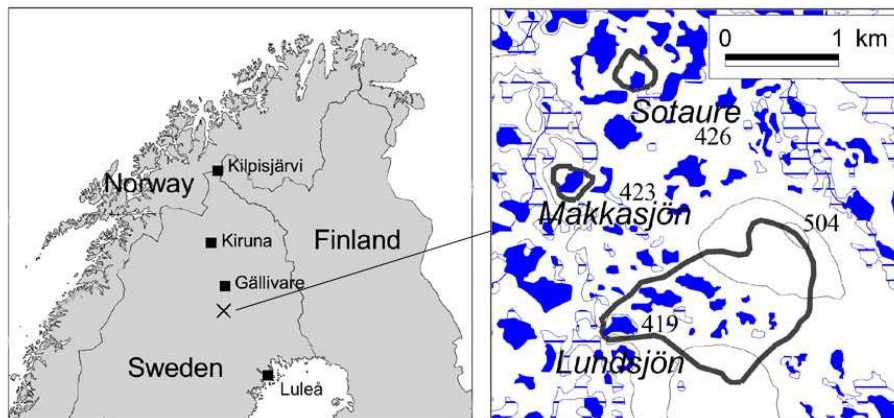 Norway
Kilpisjärvi
Kiruna
Finland
Gällivare
Sweden
Luleå
0 1 km
Sotaure
426
423
Makkasjön
504
419
Lundsjön